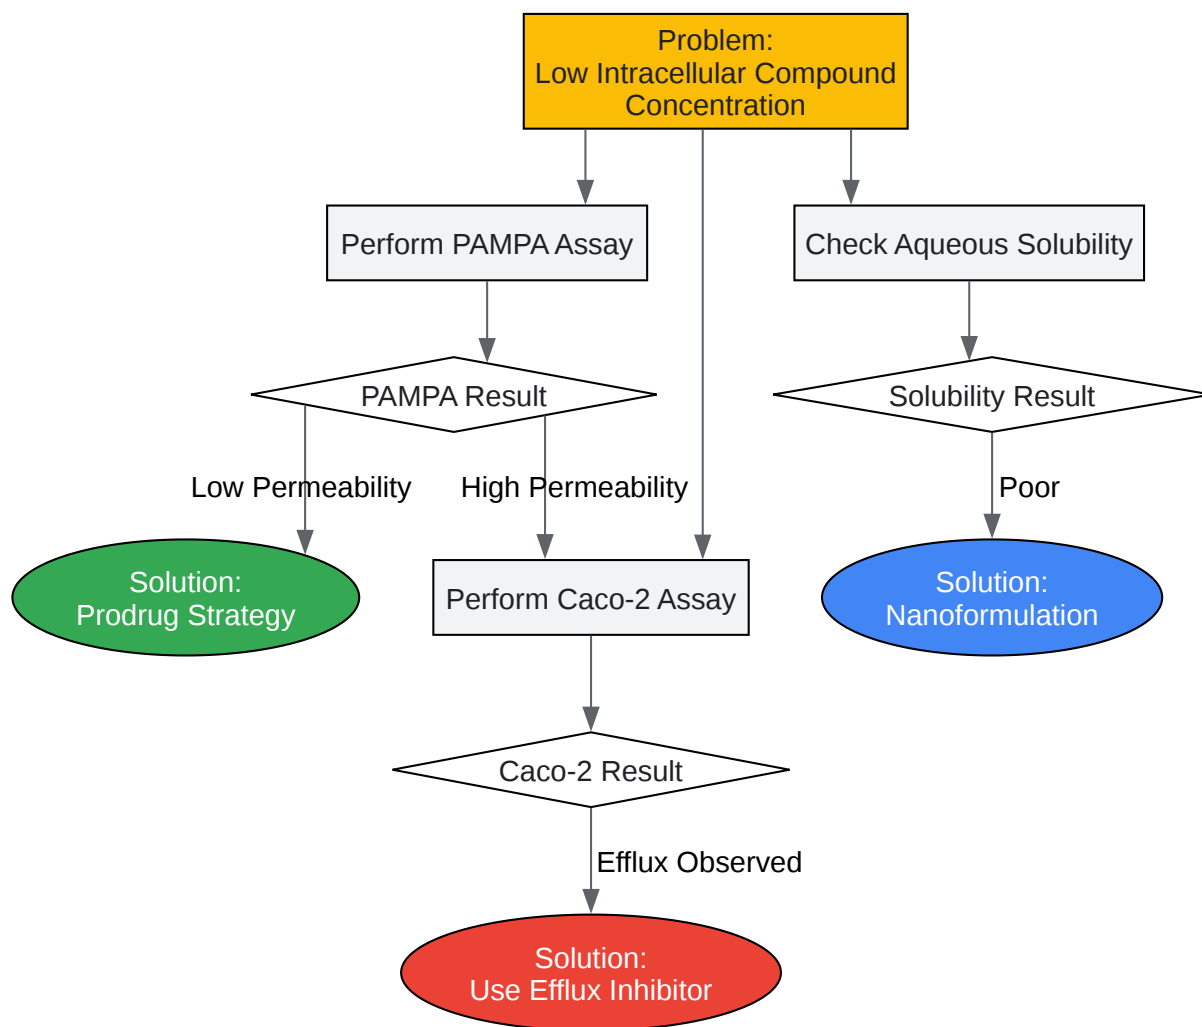 Problem:
Low Intracellular Compound
Concentration
Perform PAMPA Assay
Check Aqueous Solubility
PAMPA Result
Solubility Result
Low Permeability
High Permeability
Poor
Solution:
Prodrug Strategy
Perform Caco-2 Assay
Solution:
Nanoformulation
Caco-2 Result
Efflux Observed
Solution:
Use Efflux Inhibitor